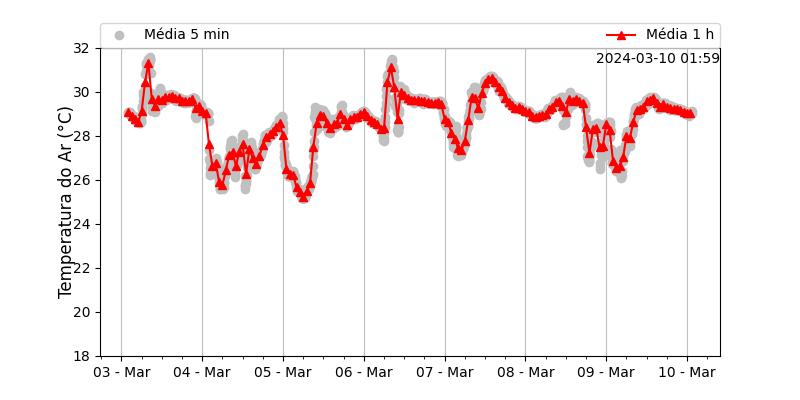 Média 5 min
Média 1 h
2024-03-10 01:59
Temperatura do Ar (°C)
32
30
28
26
24
22
20
18
03 - Mar
04 - Mar
05 - Mar
06 - Mar
07 - Mar
08 - Mar
09 - Mar
10 - Mar